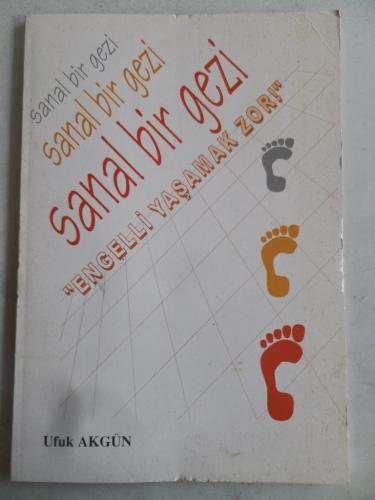 sanal bir gezi
sanal bir gezi
sanal bir gezi
"ENGELLİ YAŞAMAK ZOR!"
Ufuk AKGÜN